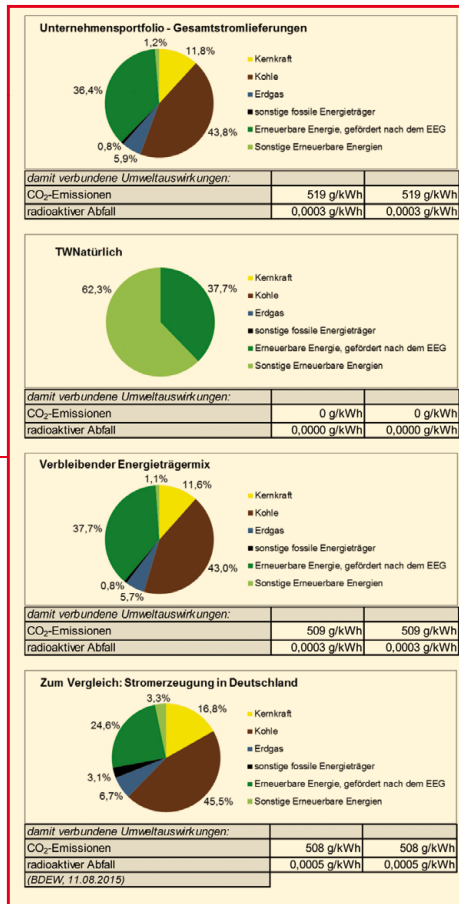 Unternehmensportfolio - Gesamtstromlieferungen
1,2%
11,8%
36,4%
43,8%
0,8%
5,9%
Kernkraft
Kohle
Erdgas
sonstige fossile Energieträger
Erneuerbare Energie, gefördert nach dem EEG
Sonstige Erneuerbare Energien
damit verbundene Umweltauswirkungen:
CO₂-Emissionen 519 g/kWh 519 g/kWh
radioaktiver Abfall 0,0003 g/kWh 0,0003 g/kWh
TWNatürlich
62,3%
37,7%
Kernkraft
Kohle
Erdgas
sonstige fossile Energieträger
Erneuerbare Energie, gefördert nach dem EEG
Sonstige Erneuerbare Energien
damit verbundene Umweltauswirkungen:
CO₂-Emissionen 0 g/kWh 0 g/kWh
radioaktiver Abfall 0,0000 g/kWh 0,0000 g/kWh
Verbleibender Energieträgermix
1,1%
11,6%
37,7%
43,0%
0,8%
5,7%
Kernkraft
Kohle
Erdgas
sonstige fossile Energieträger
Erneuerbare Energie, gefördert nach dem EEG
Sonstige Erneuerbare Energien
damit verbundene Umweltauswirkungen:
CO₂-Emissionen 509 g/kWh 509 g/kWh
radioaktiver Abfall 0,0003 g/kWh 0,0003 g/kWh
Zum Vergleich: Stromerzeugung in Deutschland
3,3%
16,8%
24,6%
3,1%
6,7%
45,5%
Kernkraft
Kohle
Erdgas
sonstige fossile Energieträger
Erneuerbare Energie, gefördert nach dem EEG
Sonstige Erneuerbare Energien
damit verbundene Umweltauswirkungen:
CO₂-Emissionen 508 g/kWh 508 g/kWh
radioaktiver Abfall 0,0005 g/kWh 0,0005 g/kWh
(BDEW, 11.08.2015)